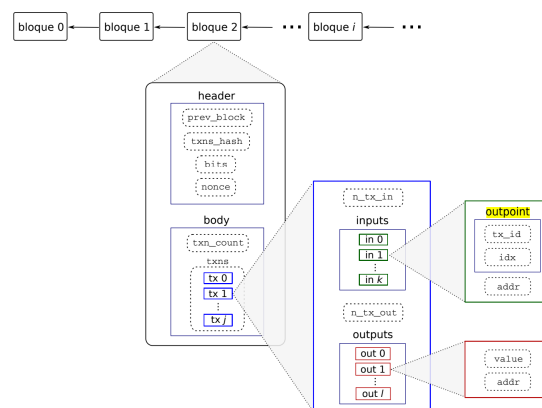 bloque 0 bloque 1 bloque 2 ... bloque i ...
header
prev_block
txns_hash
bits
nonce
body
txn_count
txns
tx 0
tx 1
⋮
tx j
n_tx_in
inputs
in 0
in 1
⋮
in k
n_tx_out
outputs
out 0
out 1
⋮
out l
outpoint
tx_id
idx
addr
value
addr